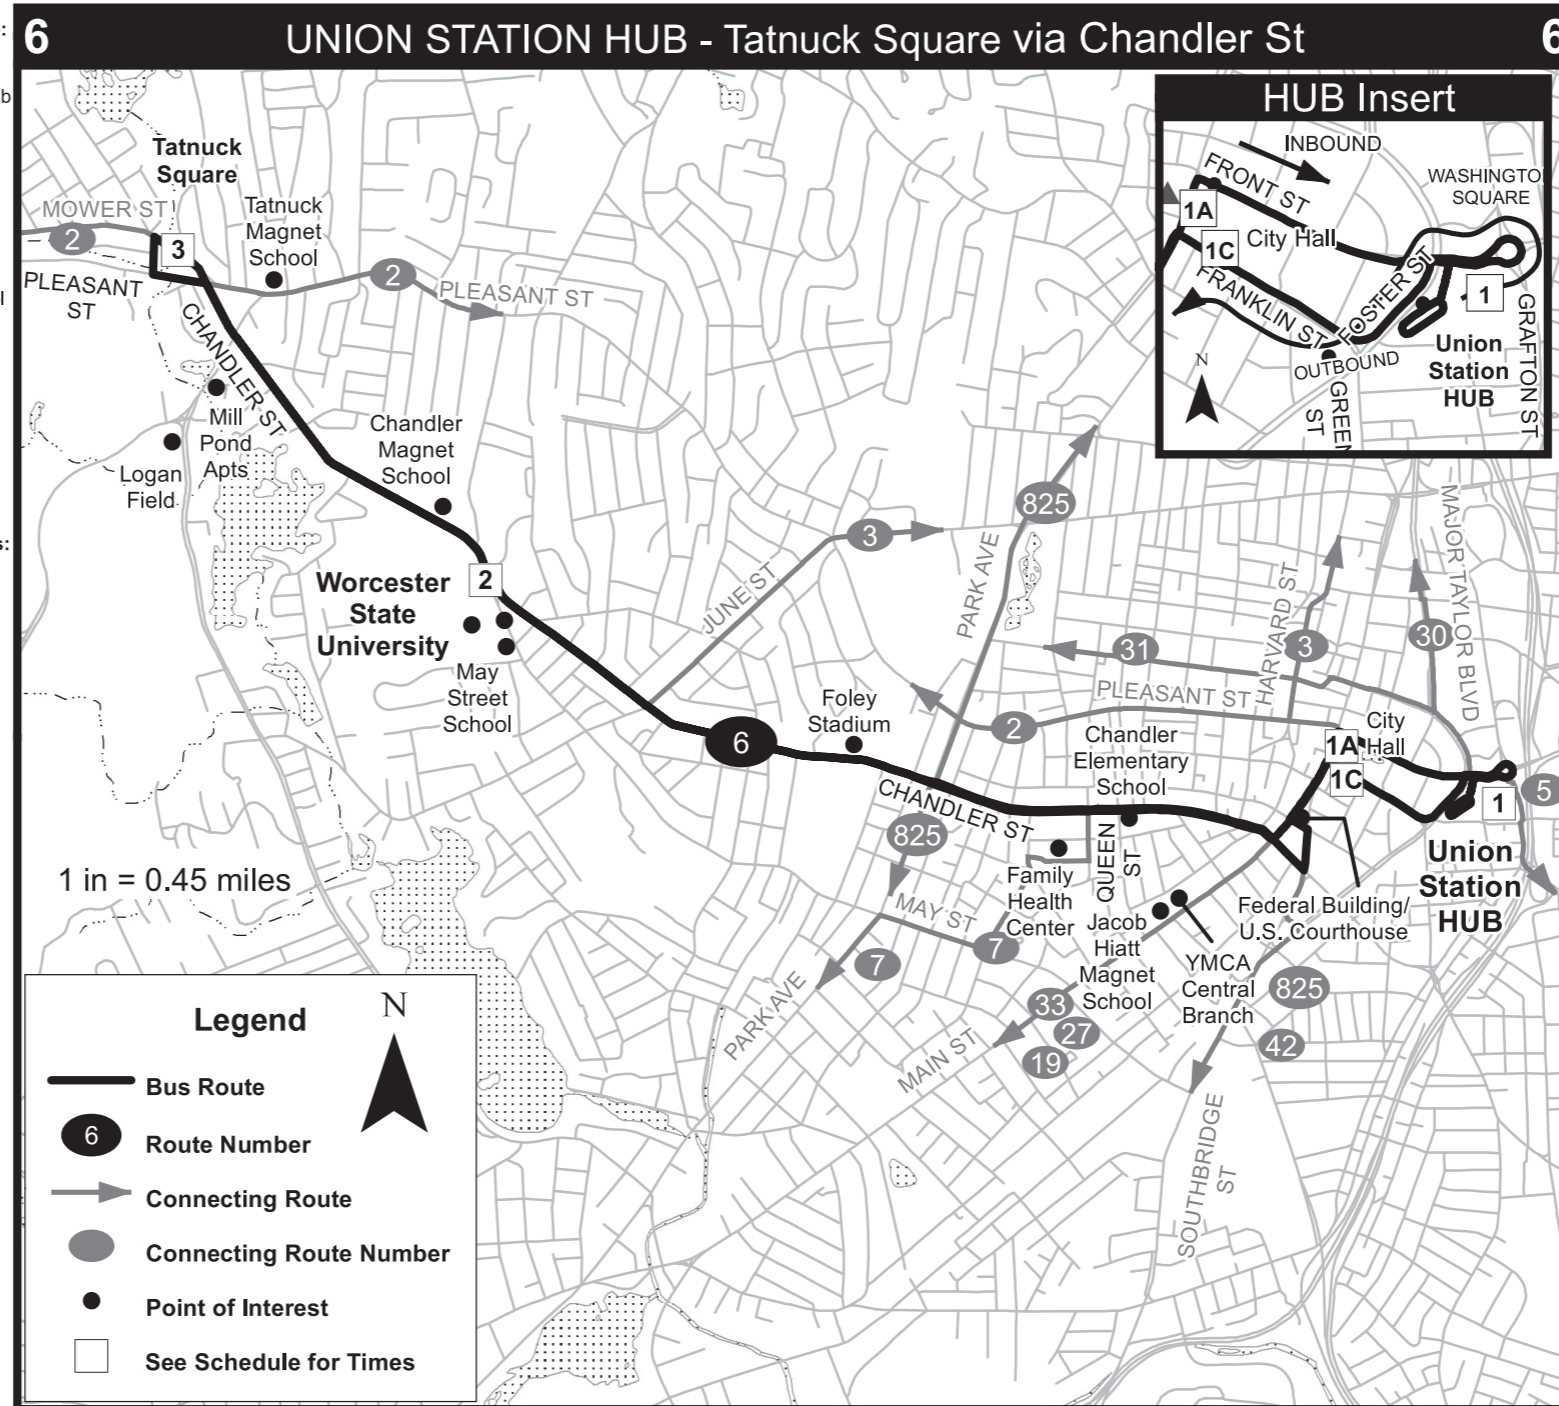 6 UNION STATION HUB - Tatnuck Square via Chandler St 6
HUB Insert
INBOUND
FRONT ST
WASHINGTO
SQUARE
1A
City Hall
1C
FRANKLIN ST
FOSTER ST
1
GRAFTON ST
OUTBOUND
Union
Station
HUB
N
GREEN
ST
Tatnuck
Square
MOWER ST
2
3
Tatnuck
Magnet
School
PLEASANT
ST
2
PLEASANT ST
CHANDLER ST
Mill
Pond
Apts
Logan
Field
Chandler
Magnet
School
2
Worcester
State
University
May
Street
School
JUNE ST
3
825
PARK AVE
31
HARVARD ST
3
30
MAJOR TAYLOR BLVD
6
Foley
Stadium
2
PLEASANT ST
Chandler
Elementary
School
City
Hall
1A
1C
1
5
CHANDLER ST
825
QUEEN
ST
Family
Health
Center
MAY ST
7
7
Jacob
Hiatt
Magnet
School
YMCA
Central
Branch
Federal Building/
U.S. Courthouse
Union
Station
HUB
825
42
33
27
19
MAIN ST
PARK AVE
SOUTHBRIDGE
ST
1 in = 0.45 miles
Legend
N
Bus Route
6
Route Number
Connecting Route
Connecting Route Number
Point of Interest
See Schedule for Times